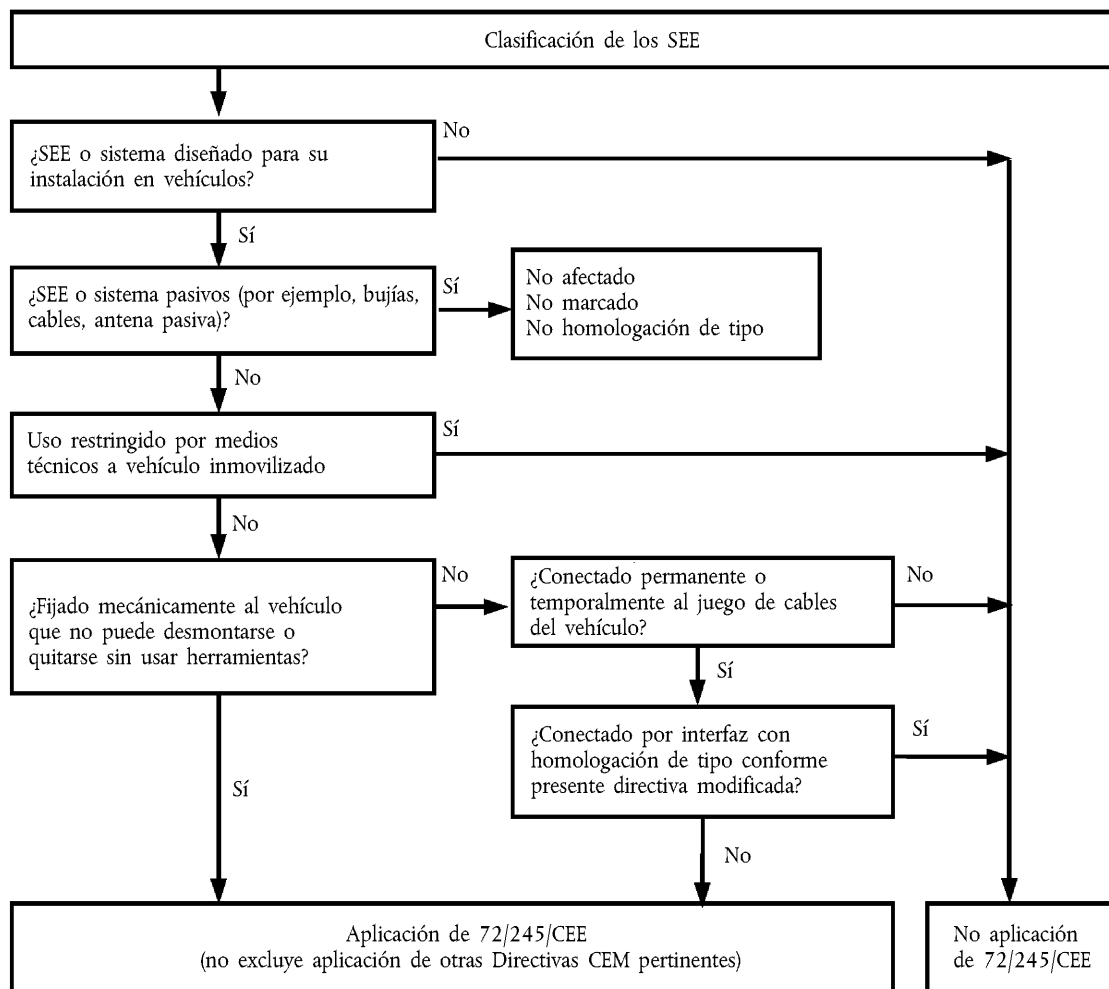 Clasificación de los SEE
No
¿SEE o sistema diseñado para su
instalación en vehículos?
Sí
¿SEE o sistema pasivos (por ejemplo, bujías,
cables, antena pasiva)?
Sí
No afectado
No marcado
No homologación de tipo
No
Uso restringido por medios
técnicos a vehículo inmovilizado
Sí
No
¿Fijado mecánicamente al vehículo
que no puede desmontarse o
quitarse sin usar herramientas?
No
¿Conectado permanente o
temporalmente al juego de cables
del vehículo?
No
Sí
¿Conectado por interfaz con
homologación de tipo conforme
presente directiva modificada?
Sí
Sí
No
Aplicación de 72/245/CEE
(no excluye aplicación de otras Directivas CEM pertinentes)
No aplicación
de 72/245/CEE